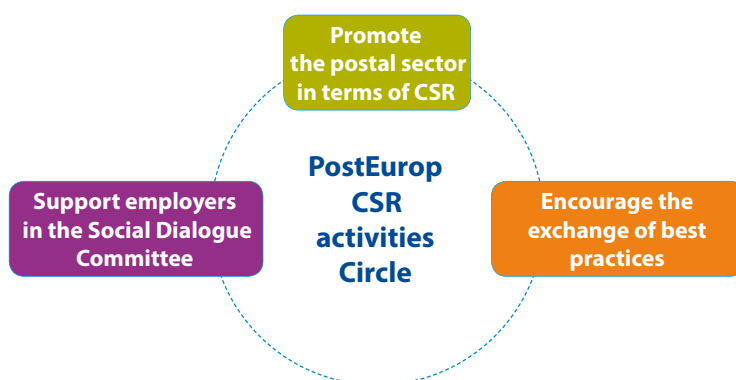 Promote
the postal sector
in terms of CSR
PostEurop
CSR
activities
Circle
Support employers
in the Social Dialogue
Committee
Encourage the
exchange of best
practices